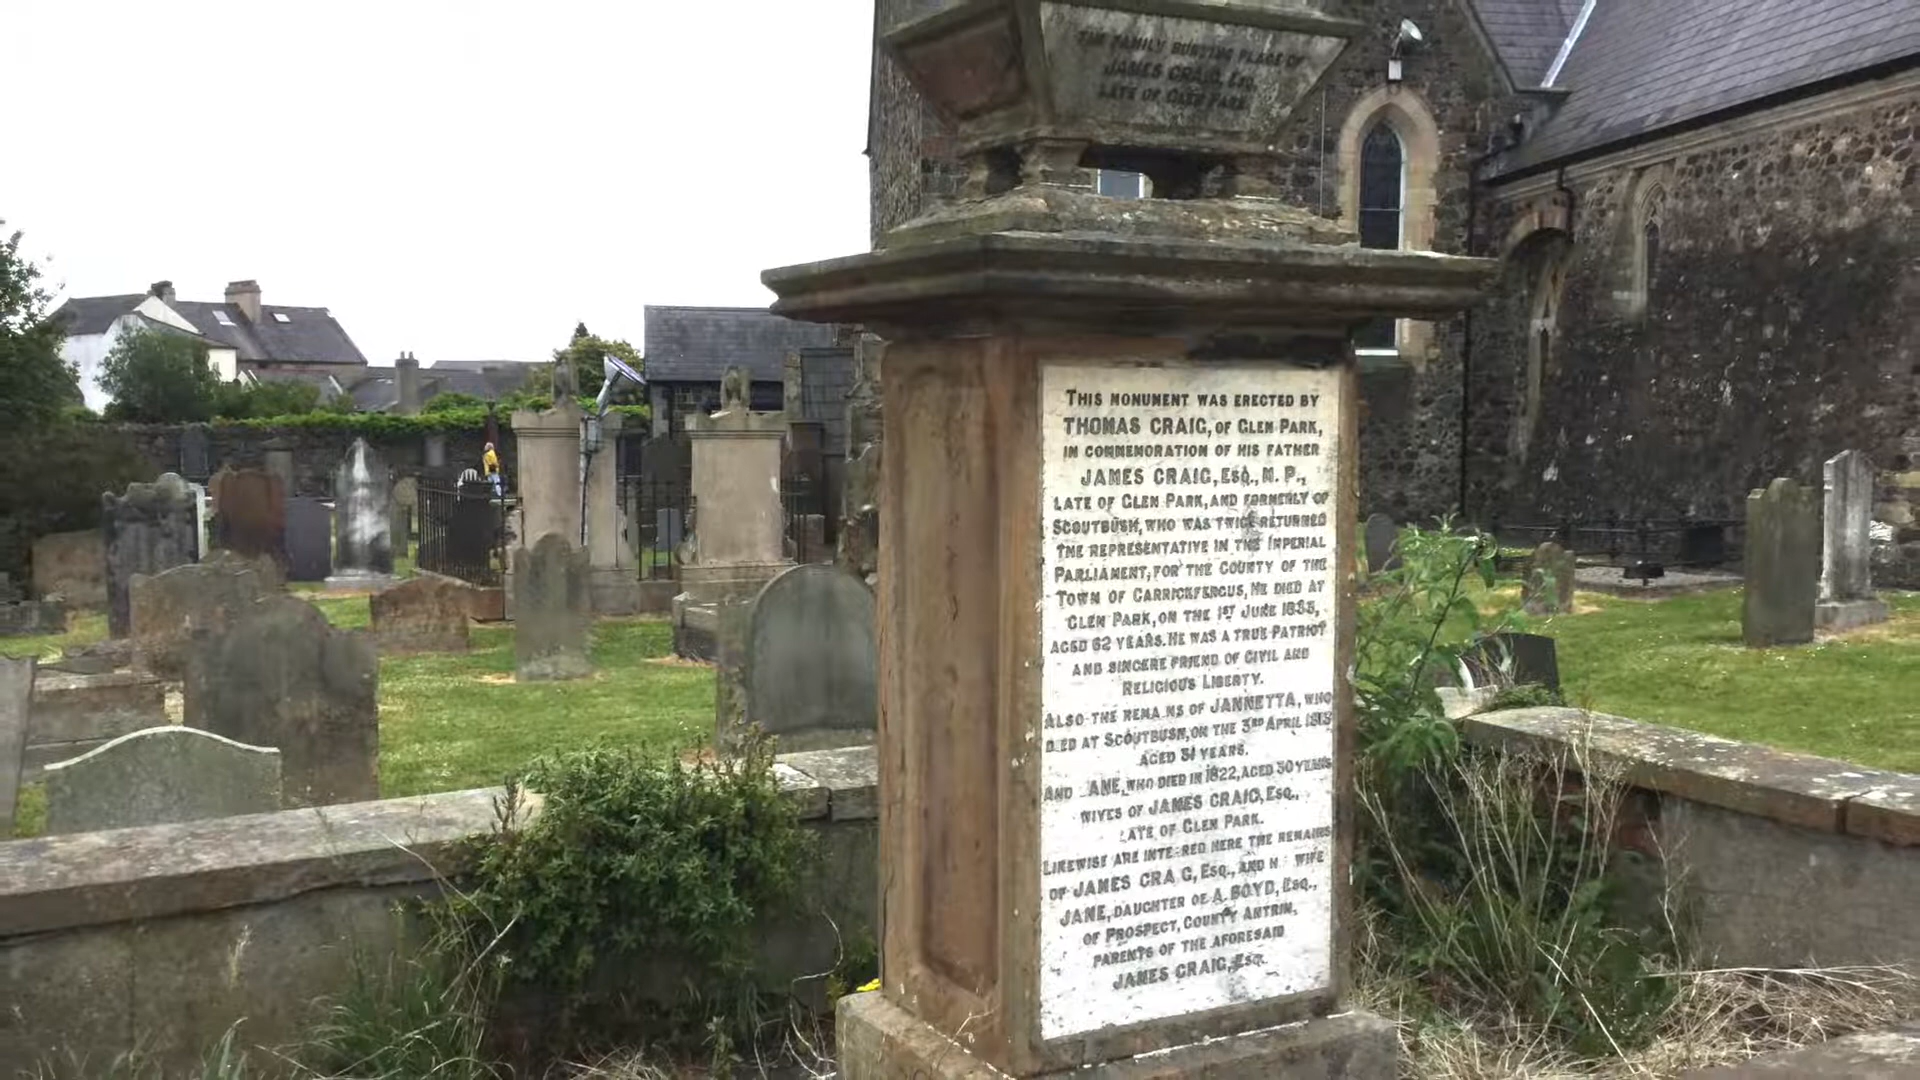 THE FAMILY BURYING PLACE OF
JAMES CRAIG, ESQ.
LATE OF GLEN PARK.
THIS MONUMENT WAS ERECTED BY
THOMAS CRAIG, OF GLEN PARK,
IN COMMEMORATION OF HIS FATHER
JAMES CRAIG, ESQ., M. P.,
LATE OF GLEN PARK, AND FORMERLY OF
SCOUTBUSH, WHO WAS TWICE RETURNED
THE REPRESENTATIVE IN THE IMPERIAL
PARLIAMENT, FOR THE COUNTY OF THE
TOWN OF CARRICKFERGUS, HE DIED AT
GLEN PARK, ON THE 1ST JUNE
AGED 62 YEARS. HE WAS A TRUE PATRIOT
AND SINCERE FRIEND OF CIVIL AND
RELIGIOUS LIBERTY.
ALSO THE REMAINS OF JANNETTA, WHO
DIED AT SCOUTBUSH, ON THE 3RD APRIL
AGED 31 YEARS.
AND JANE, WHO DIED IN 1822, AGED 30 YEARS
WIVES OF JAMES CRAIG, ESQ.,
LATE OF GLEN PARK.
LIKEWISE ARE INTERRED HERE THE REMAINS
OF JAMES CRAIG, ESQ., AND HIS WIFE
JANE, DAUGHTER OF A. BOYD, ESQ.,
OF PROSPECT, COUNTY ANTRIM,
PARENTS OF THE AFORESAID
JAMES CRAIG, ESQ.